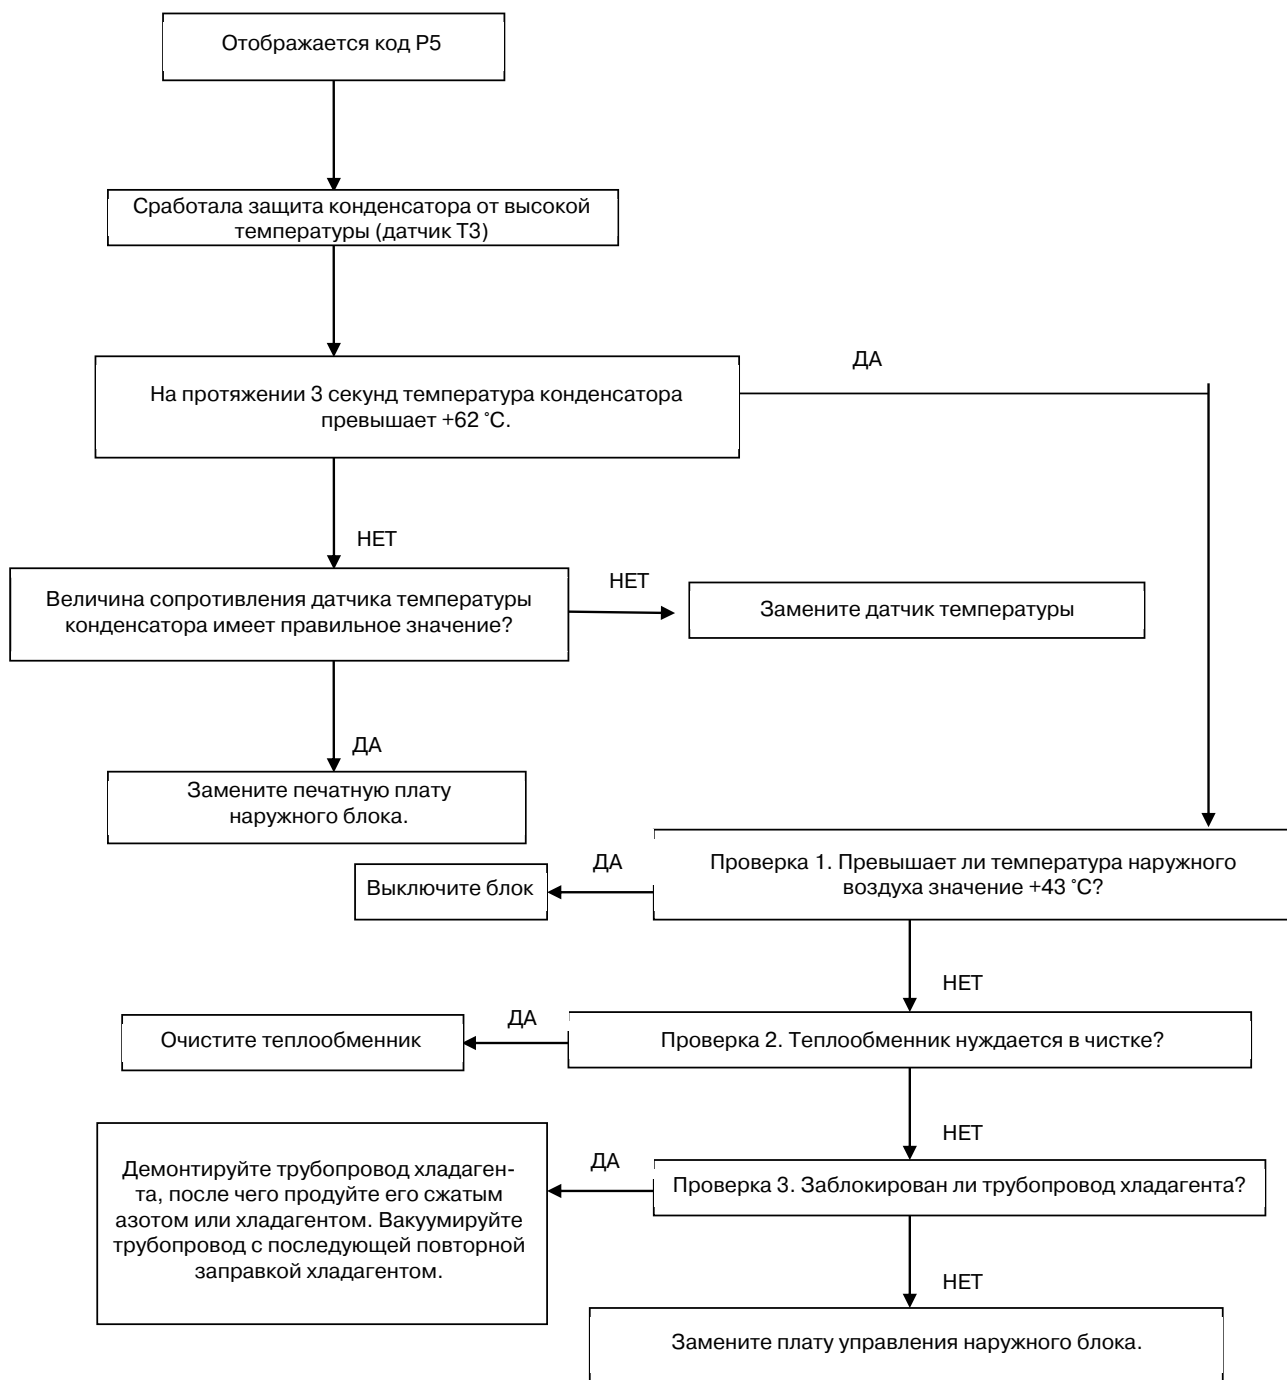 Отображается код P5
Сработала защита конденсатора от высокой
температуры (датчик Т3)
ДА
На протяжении 3 секунд температура конденсатора
превышает +62 °С.
НЕТ
Величина сопротивления датчика температуры
конденсатора имеет правильное значение?
НЕТ
Замените датчик температуры
ДА
Замените печатную плату
наружного блока.
Проверка 1. Превышает ли температура наружного
воздуха значение +43 °С?
ДА
Выключите блок
НЕТ
Проверка 2. Теплообменник нуждается в чистке?
ДА
Очистите теплообменник
НЕТ
Проверка 3. Заблокирован ли трубопровод хладагента?
ДА
Демонтируйте трубопровод хладаген-
та, после чего продуйте его сжатым
азотом или хладагентом. Вакуумируйте
трубопровод с последующей повторной
заправкой хладагентом.
НЕТ
Замените плату управления наружного блока.